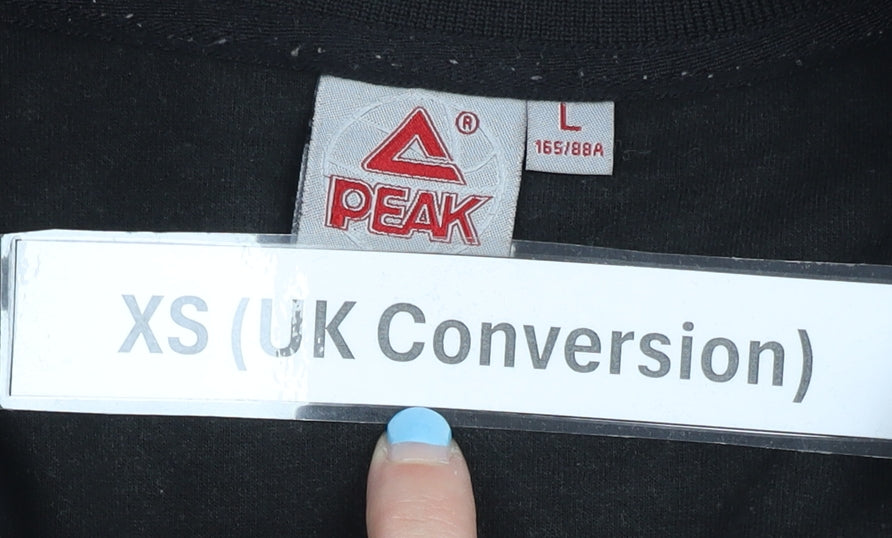 ®
PEAK
L
165/88A
XS (UK Conversion)